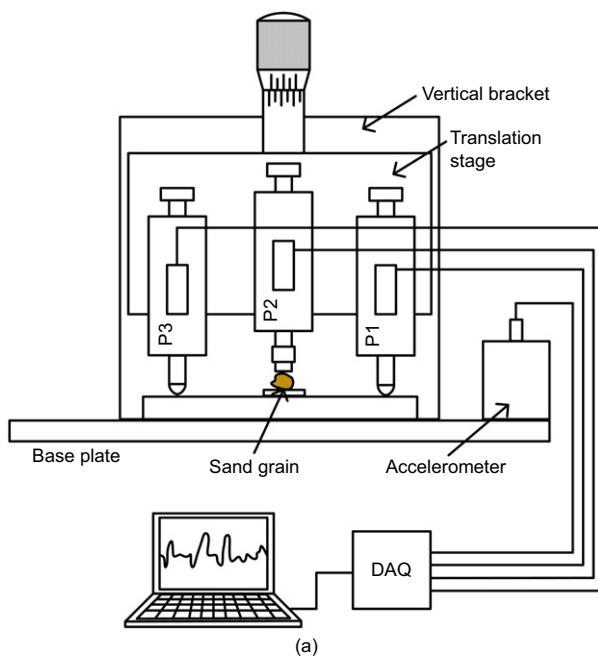 Vertical bracket
Translation
stage
P3
P2
P1
Base plate
Sand grain
Accelerometer
DAQ
(a)